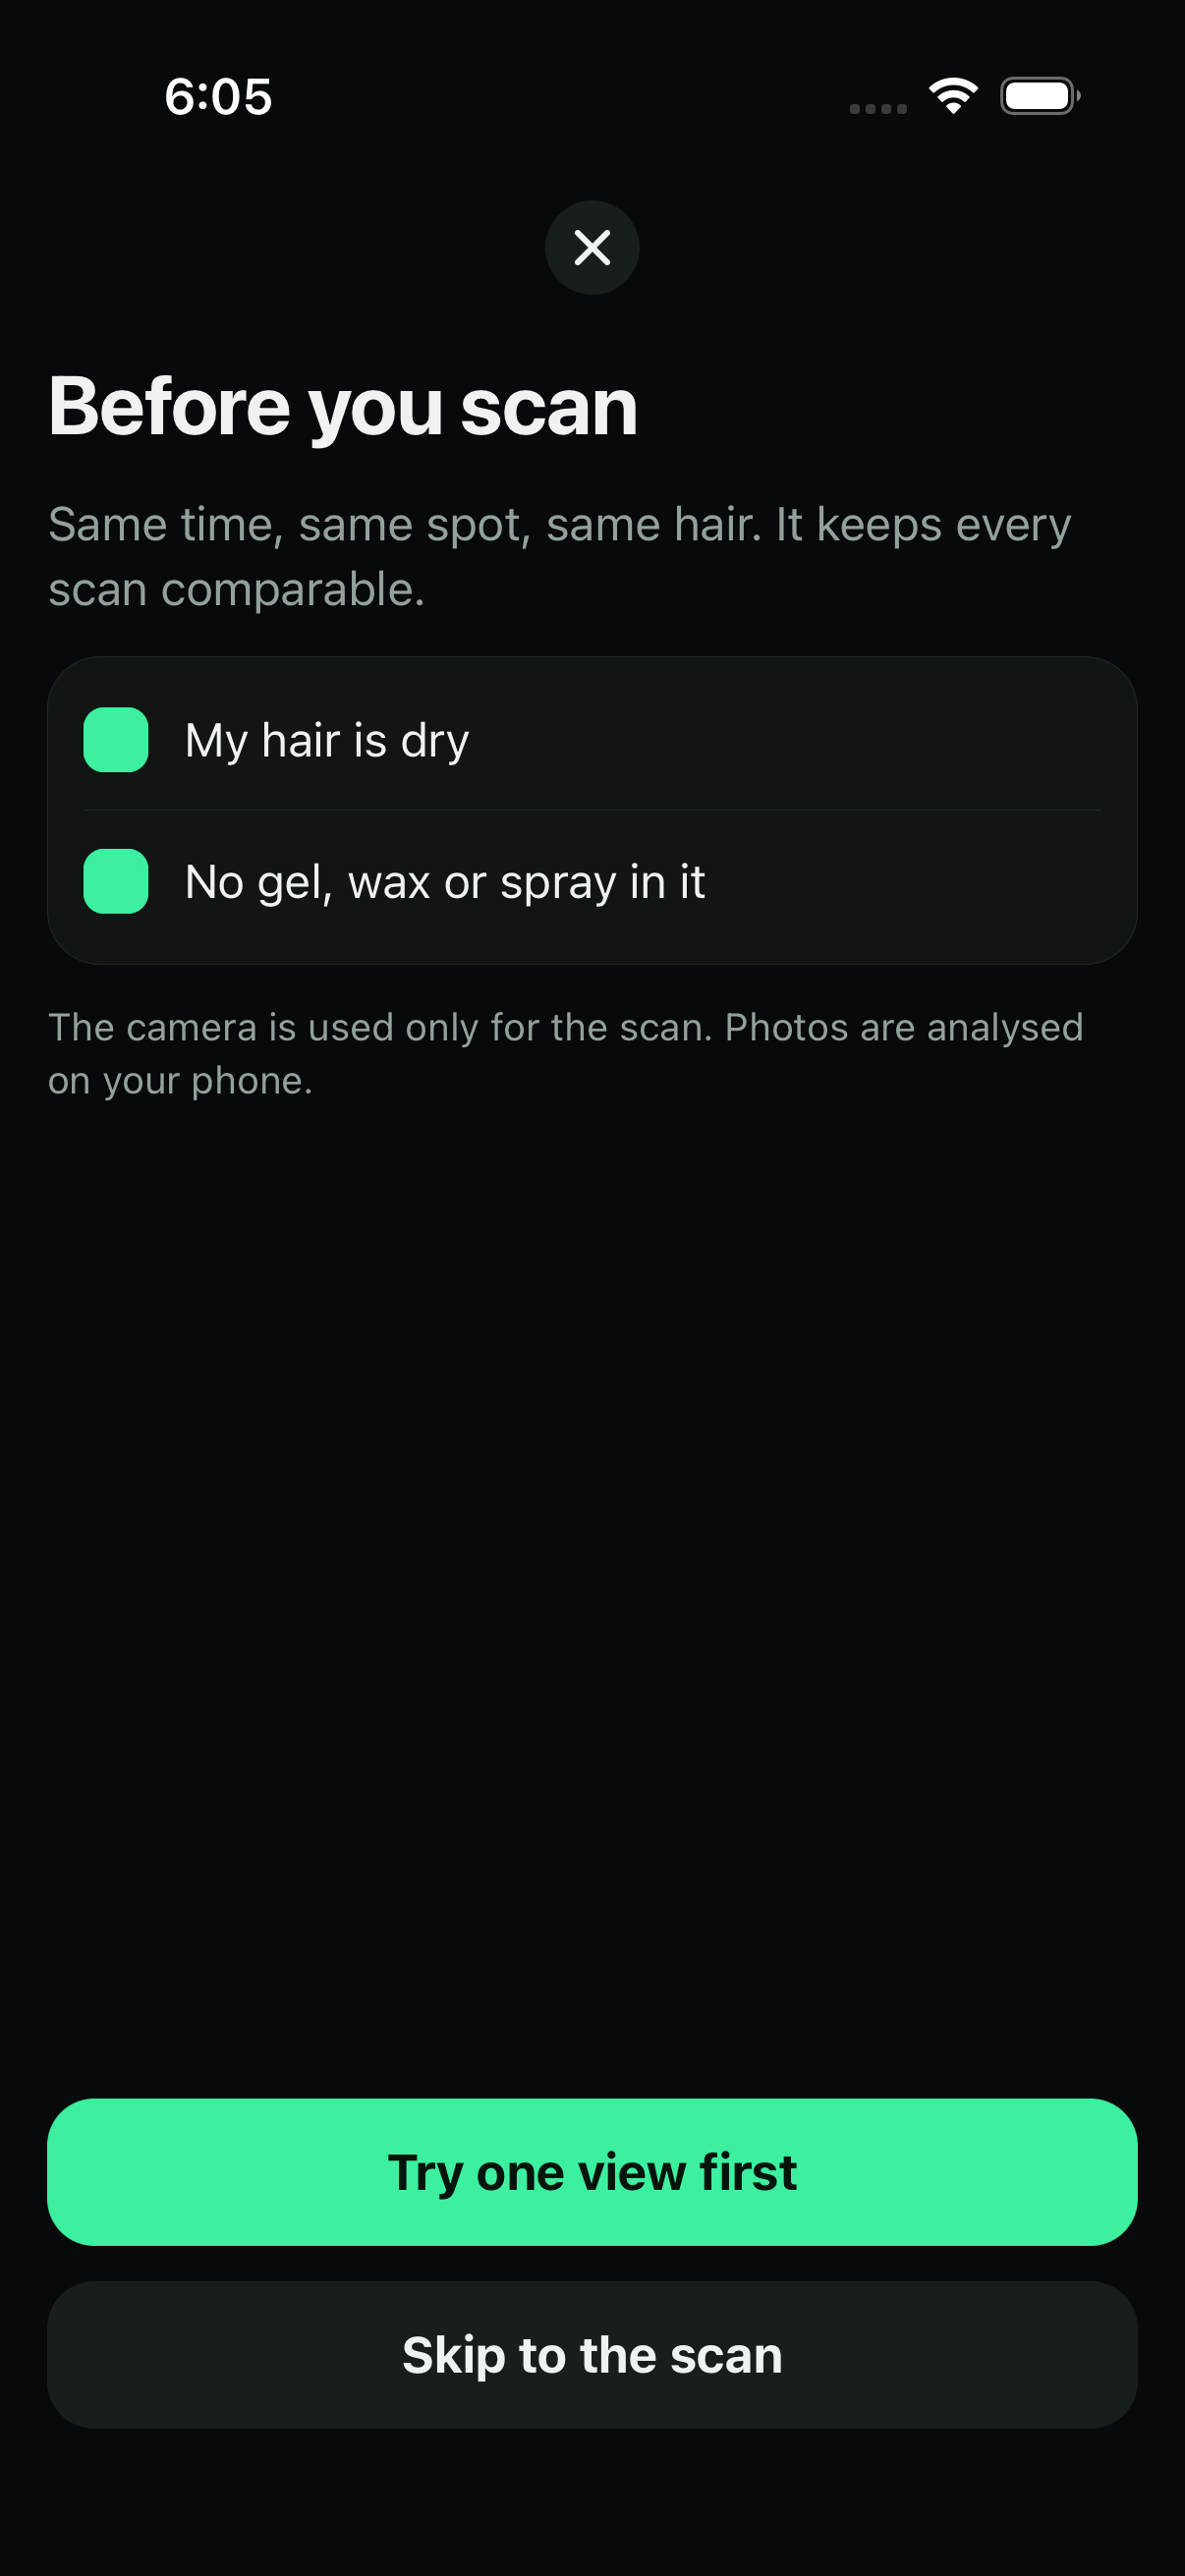 6:05
Before you scan
Same time, same spot, same hair. It keeps every
scan comparable.
My hair is dry
No gel, wax or spray in it
The camera is used only for the scan. Photos are analysed
on your phone.
Try one view first
Skip to the scan